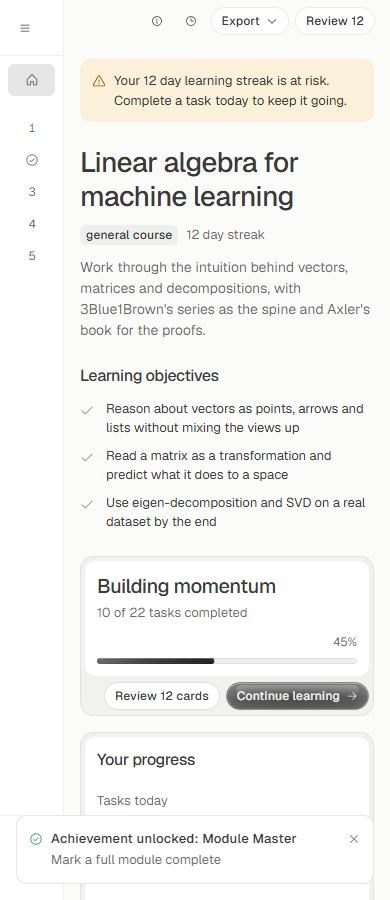 Export
Review 12
Your 12 day learning streak is at risk.
Complete a task today to keep it going.
1
3
4
5
Linear algebra for
machine learning
general course
12 day streak
Work through the intuition behind vectors,
matrices and decompositions, with
3Blue1Brown's series as the spine and Axler's
book for the proofs.
Learning objectives
Reason about vectors as points, arrows and
lists without mixing the views up
Read a matrix as a transformation and
predict what it does to a space
Use eigen-decomposition and SVD on a real
dataset by the end
Building momentum
10 of 22 tasks completed
45%
Review 12 cards
Continue learning
Your progress
Tasks today
Achievement unlocked: Module Master
Mark a full module complete